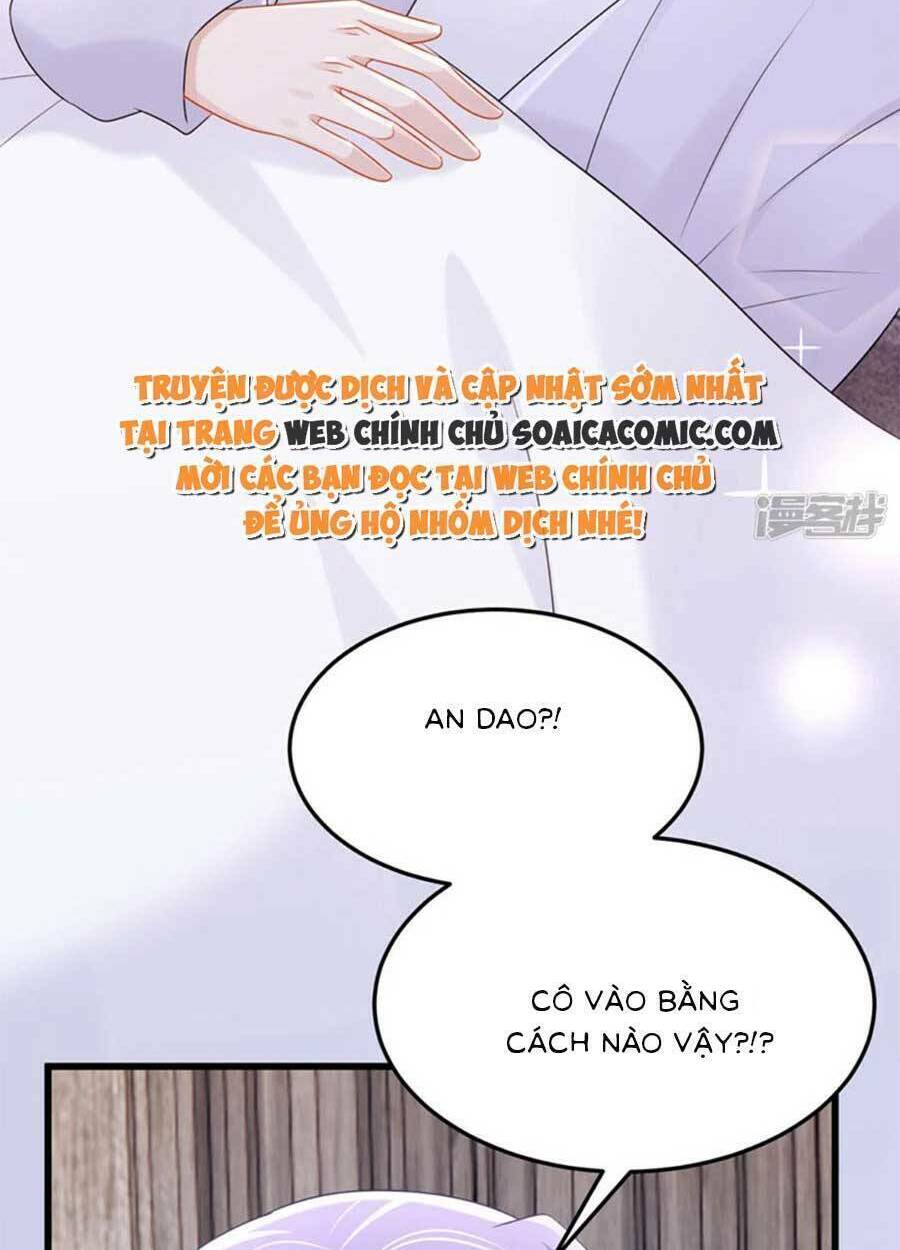 TRUYỆN ĐƯỢC DỊCH VÀ CẬP NHẬT SỚM NHẤT
TẠI TRANG WEB CHÍNH CHỦ SOAICACOMIC.COM
MỜI CÁC BẠN ĐỌC TẠI WEB CHÍNH CHỦ
ĐỂ ỦNG HỘ NHÓM DỊCH NHÉ!
漫客栈
AN DAO?!
CÔ VÀO BẰNG
CÁCH NÀO VẬY?!?